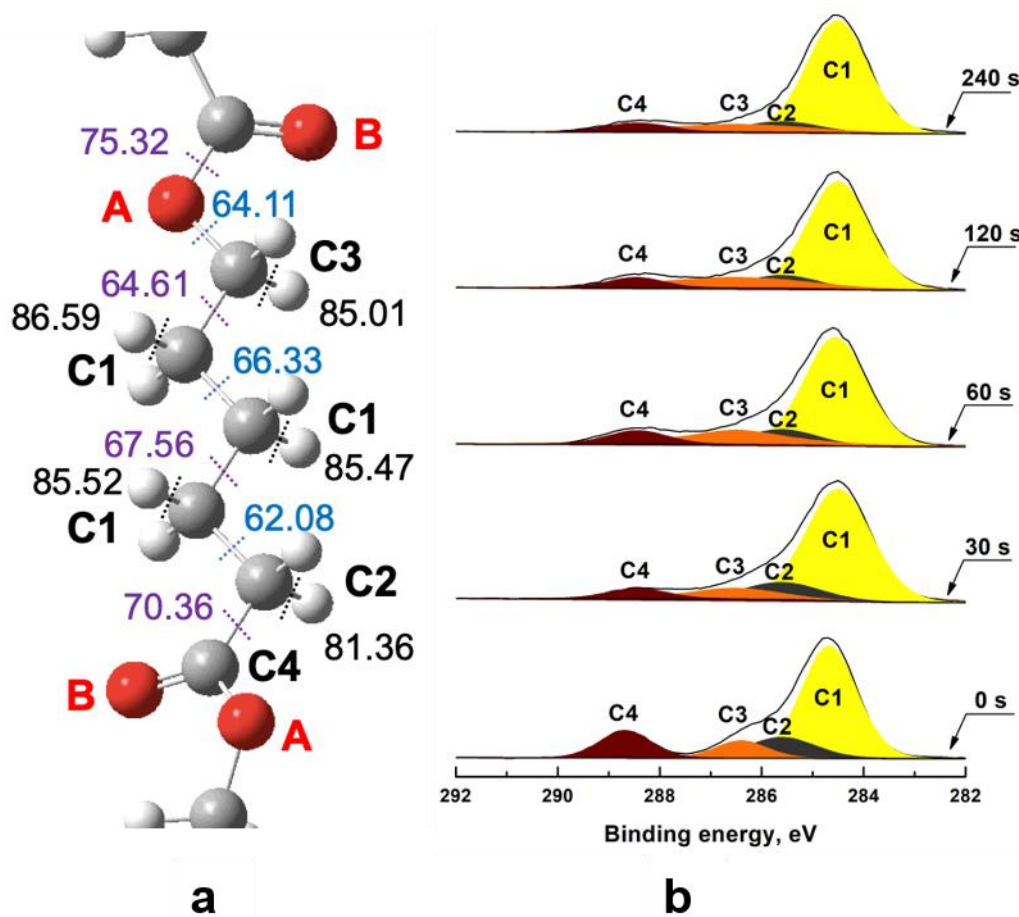 B
75.32
A
64.11
C3
64.61
86.59
85.01
C1
66.33
C1
67.56
85.47
85.52
C1
62.08
C2
70.36
81.36
C4
B
A
a
C1
240 s
C4
C3
C2
C1
120 s
C4
C3
C2
C1
60 s
C4
C3
C2
C1
30 s
C4
C3
C2
C1
0 s
C4
C3
C2
292 290 288 286 284 282
Binding energy, eV
b